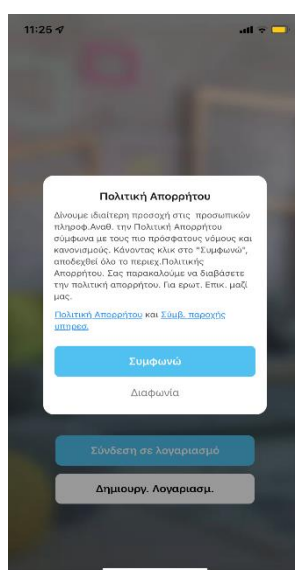 11:25
Πολιτική Απορρήτου
Δίνουμε ιδιαίτερη προσοχή στις προσωπικών
πληροφ.Αναθ. την Πολιτική Απορρήτου
σύμφωνα με τους πιο πρόσφατους νόμους και
κανονισμούς. Κάνοντας κλικ στο "Συμφωνώ",
αποδεχθεί όλο το περιεχ.Πολιτικής
Απορρήτου. Σας παρακαλούμε να διαβάσετε
την πολιτική απορρήτου. Για ερωτ. Επικ. μαζί
μας.
Πολιτική Απορρήτου και Σύμβ. παροχής
υπηρεσ.
Συμφωνώ
Διαφωνία
Σύνδεση σε λογαριασμό
Δημιουργ. Λογαριασμ.